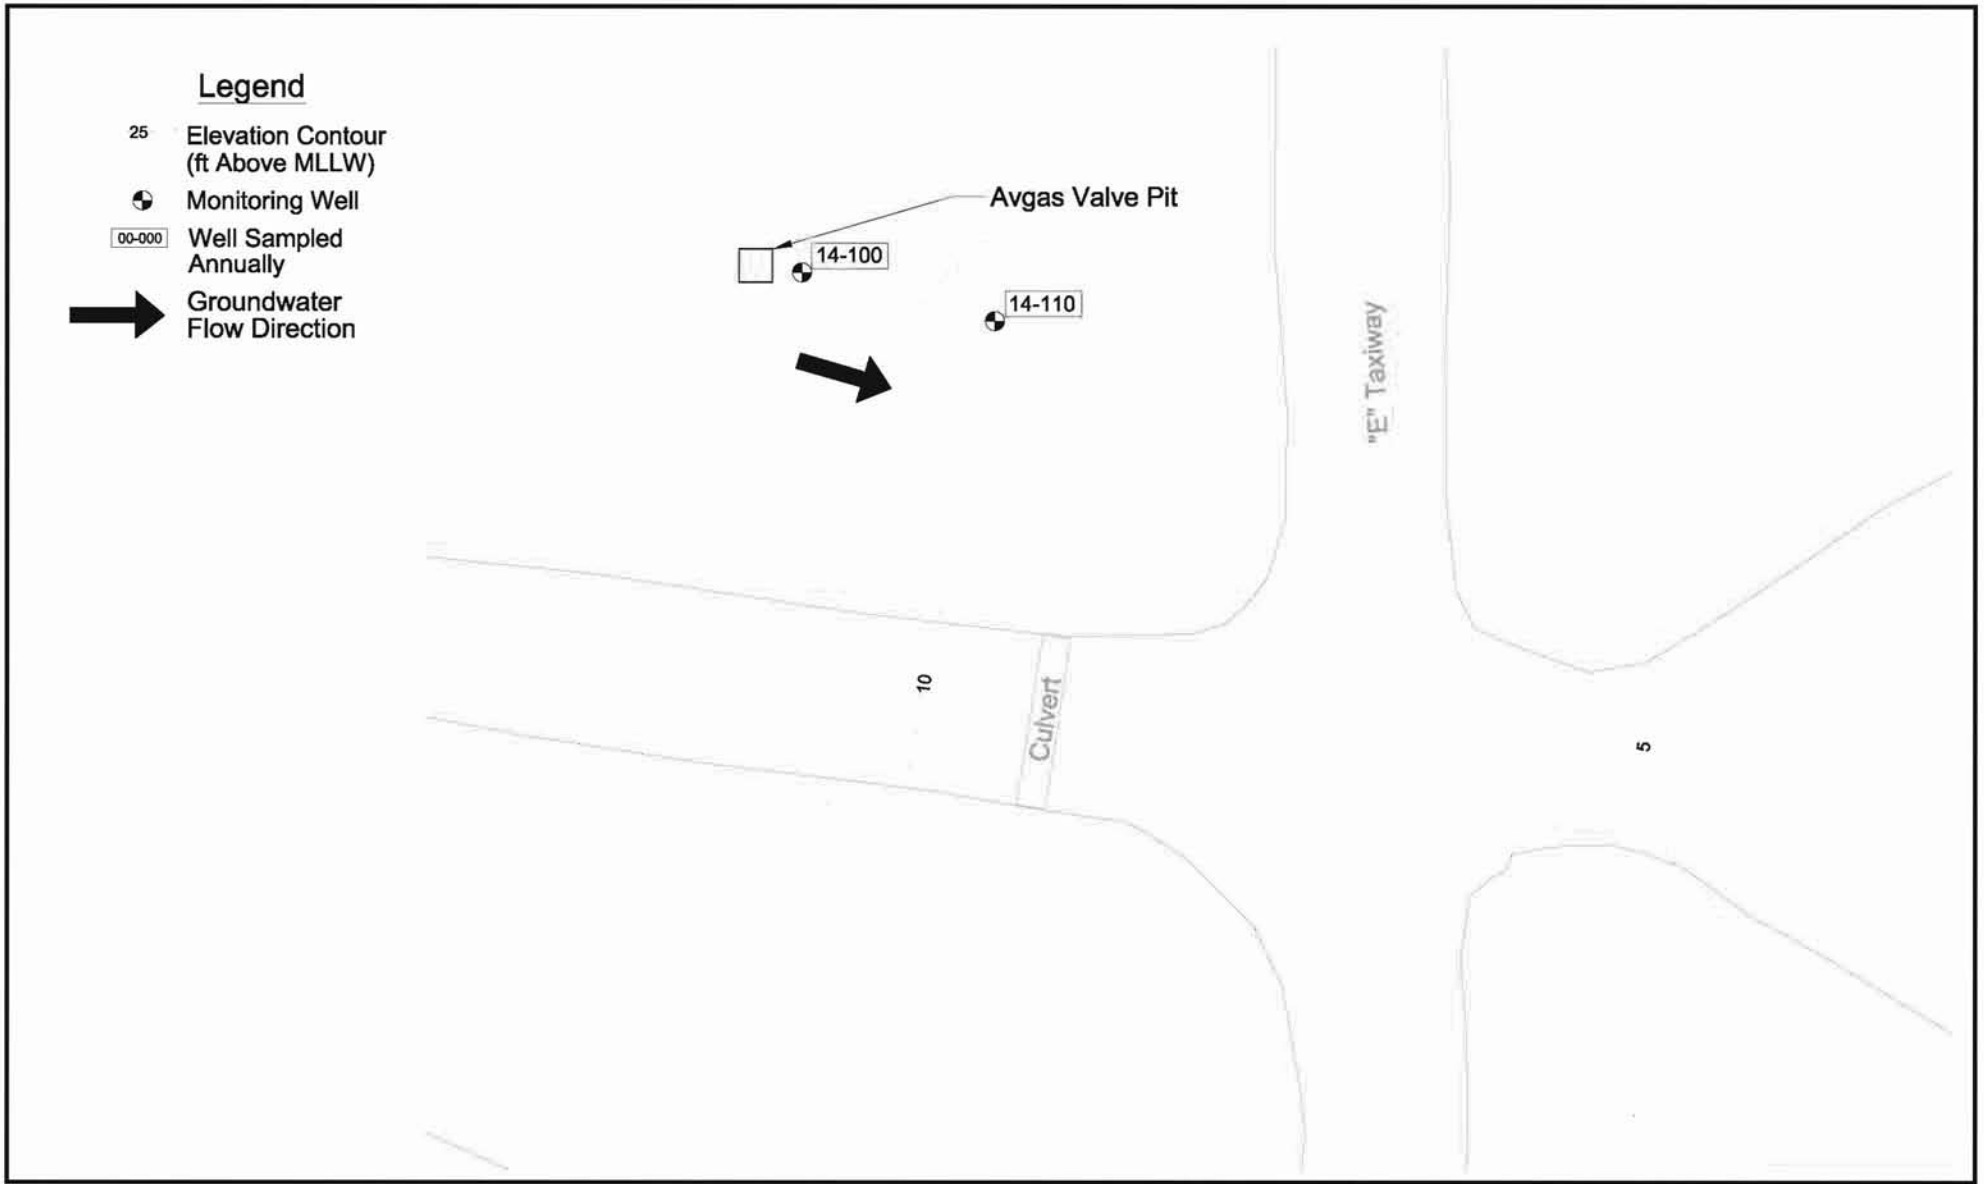 Legend
25 Elevation Contour
(ft Above MLLW)
Monitoring Well
00-000 Well Sampled
Annually
Groundwater
Flow Direction
Avgas Valve Pit
14-100
14-110
"E" Taxiway
10
Culvert
5